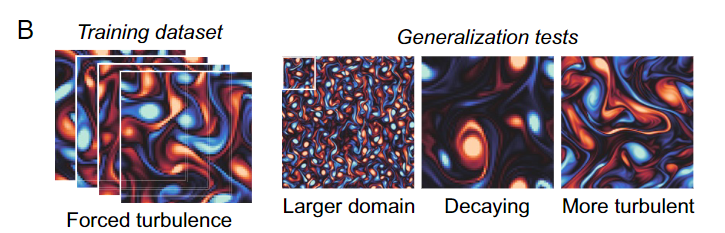 B
Training dataset
Generalization tests
Forced turbulence
Larger domain
Decaying
More turbulent